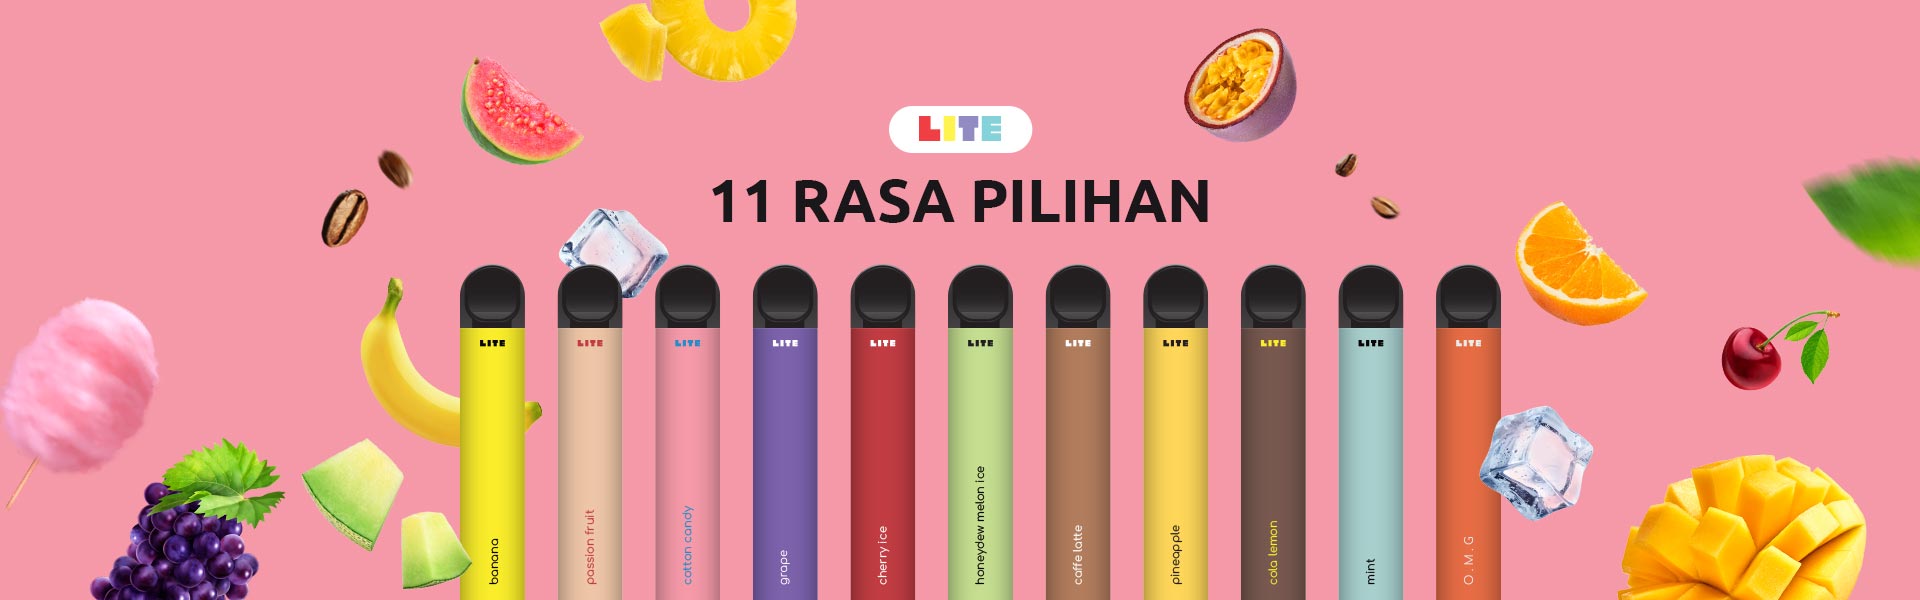 LITE
11 RASA PILIHAN
LITE
banana
LITE
passion fruit
LITE
cotton candy
LITE
grape
LITE
cherry ice
LITE
honeydew melon ice
LITE
caffe latte
LITE
pineapple
LITE
cola lemon
LITE
mint
LITE
O.M.G